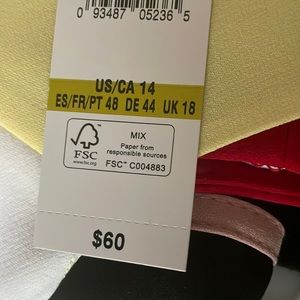 0 93487 05236 5
US/CA 14
ES/FR/PT 48 DE 44 UK 18
FSC
www.fsc.org
MIX
Paper from
responsible sources
FSC™ C004883
$60